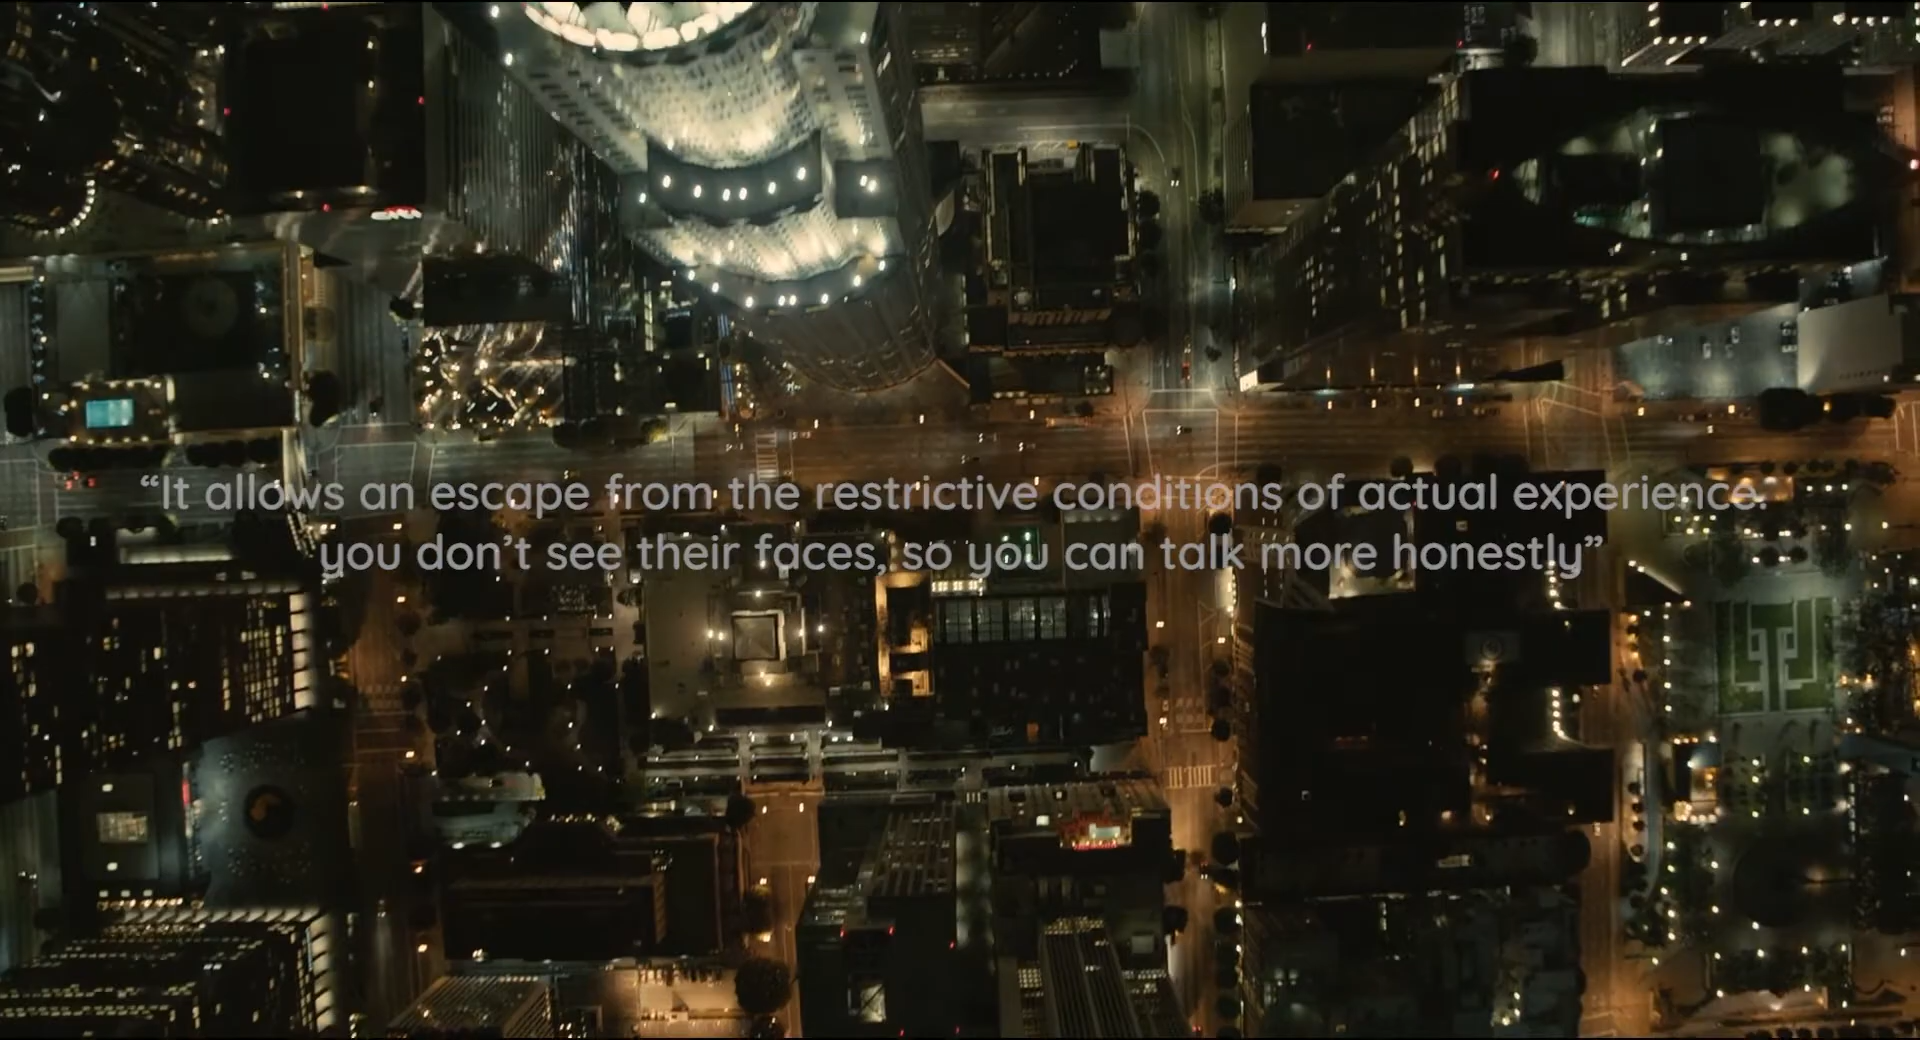 “It allows an escape from the restrictive conditions of actual experience.
you don’t see their faces, so you can talk more honestly”